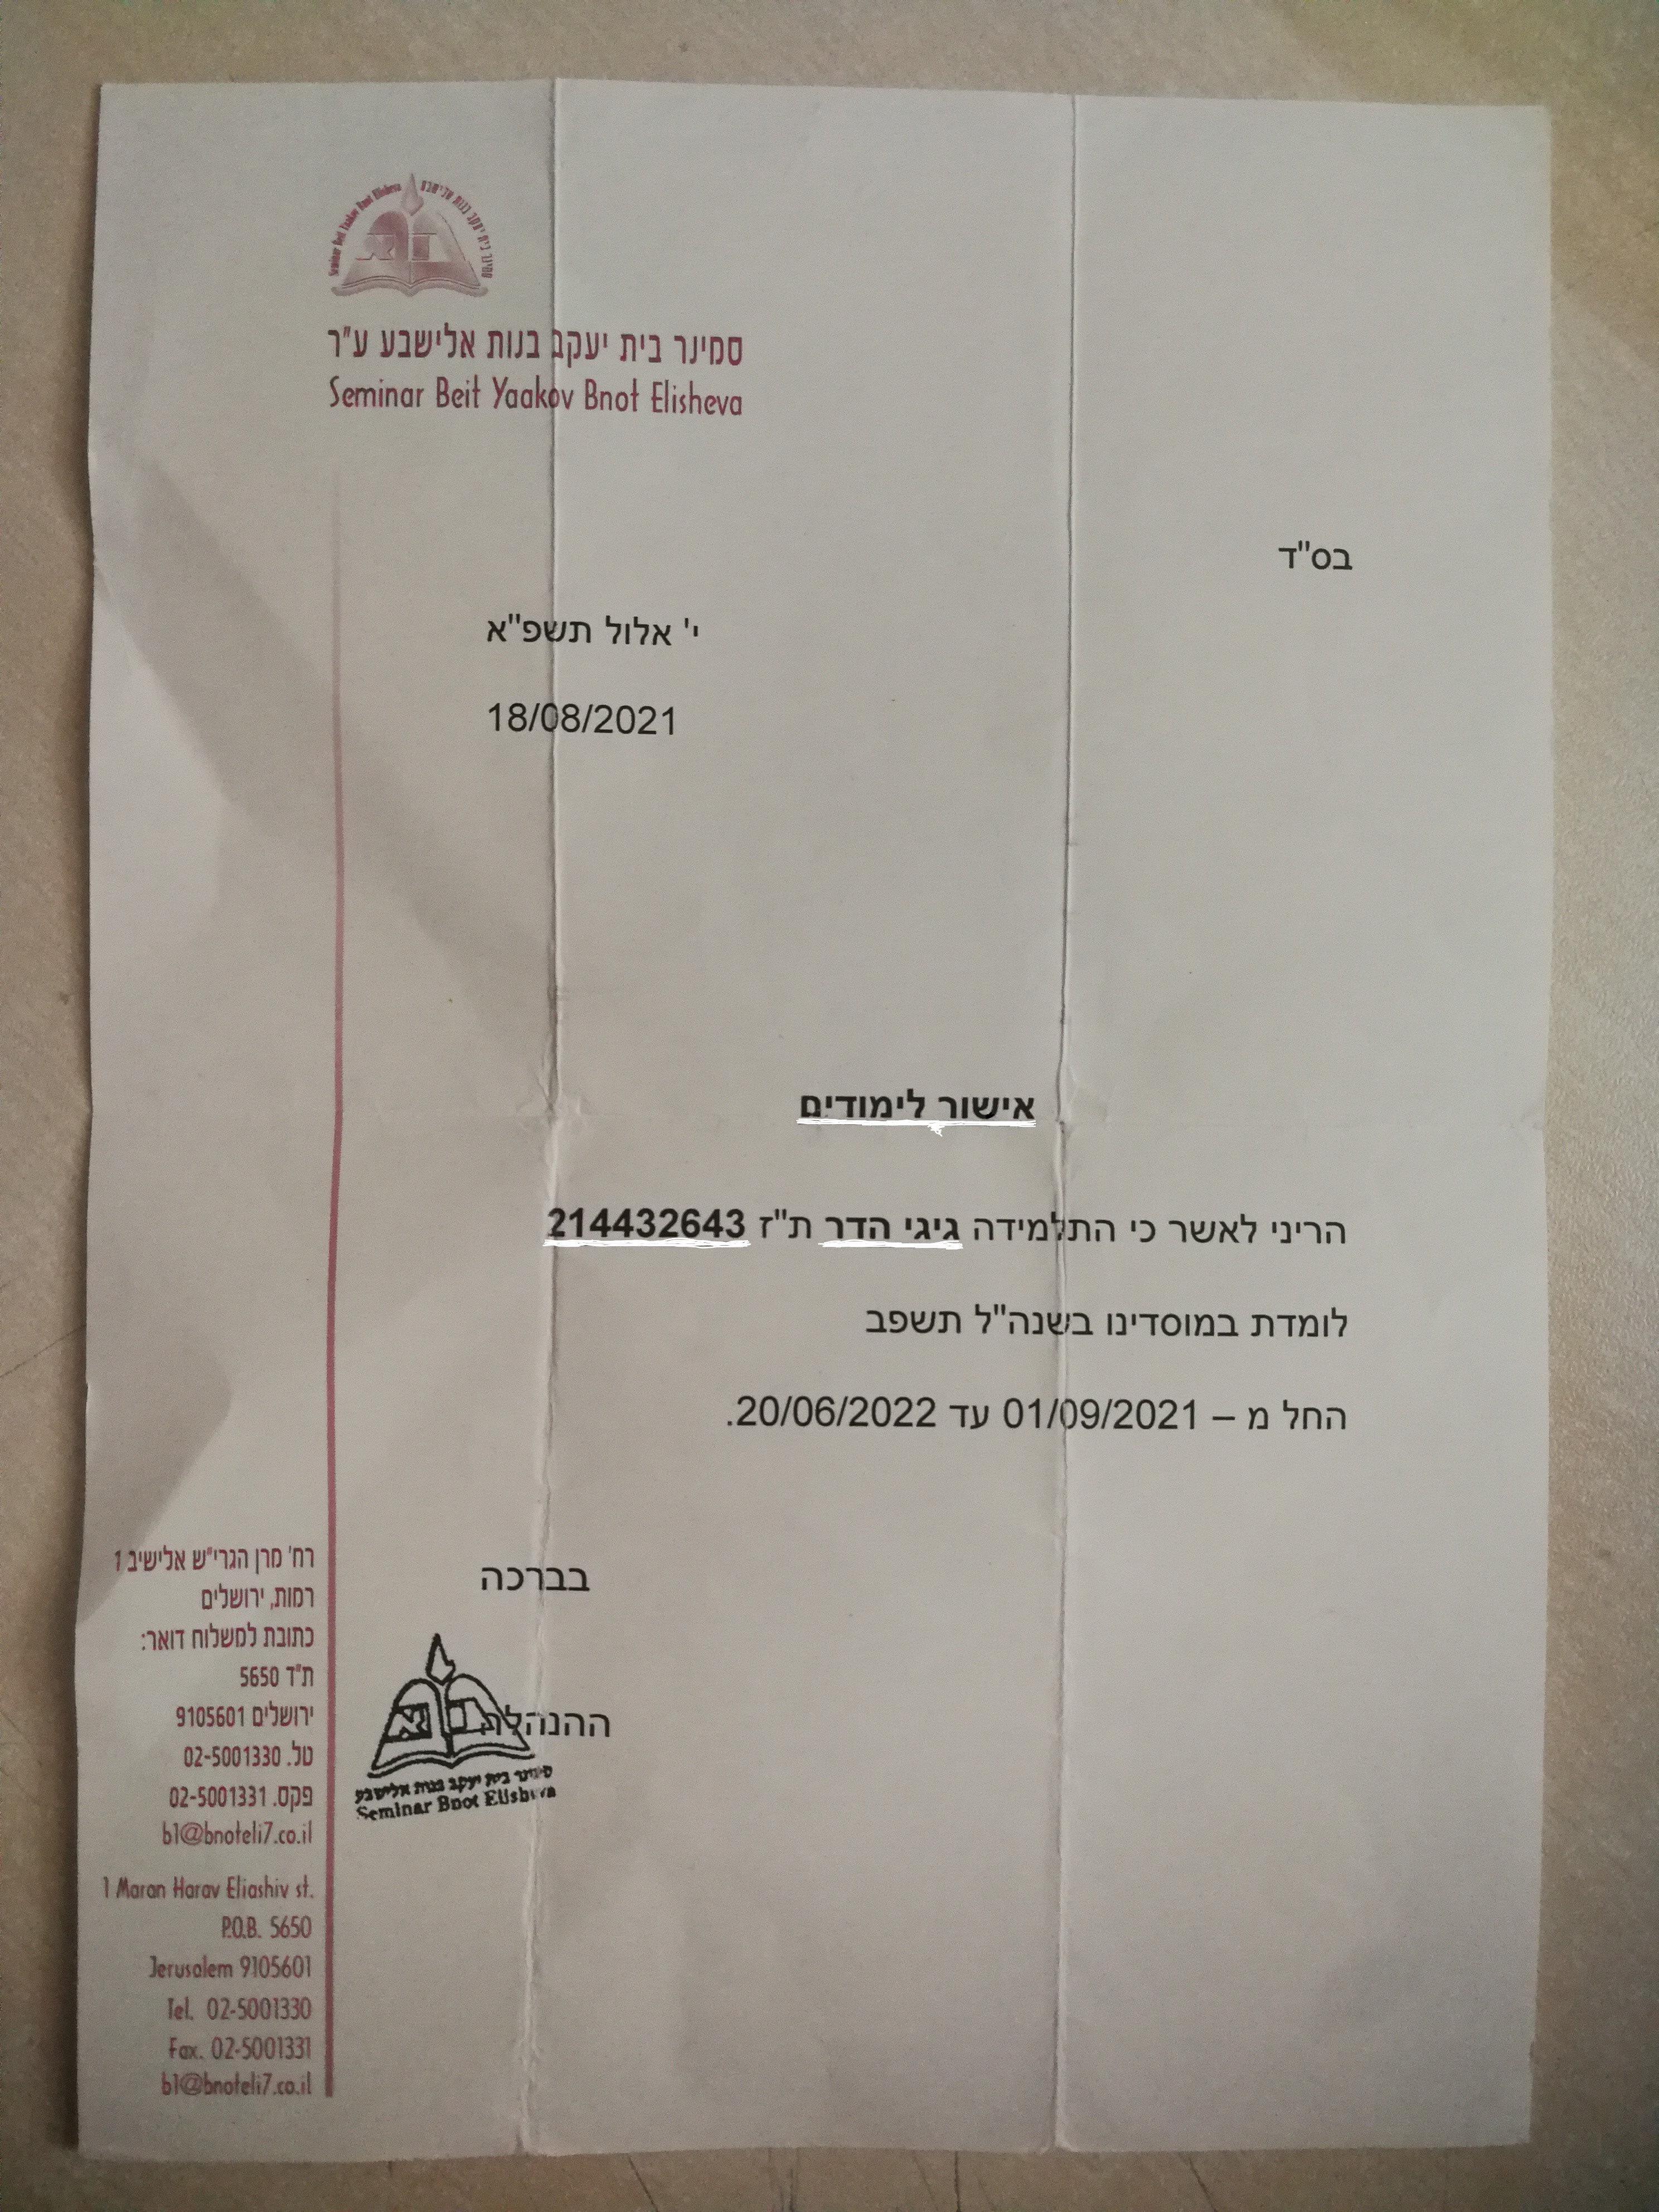 Seminar Beit Yaakov Bnot Elisheva סמינר בית יעקב בנות אלישבע
סמינר בית יעקב בנות אלישבע ע"ר
Seminar Beit Yaakov Bnot Elisheva
בס"ד
י' אלול תשפ"א
18/08/2021
אישור לימודים
הריני לאשר כי התלמידה גיגי הדר ת"ז 214432643
לומדת במוסדינו בשנה"ל תשפב
החל מ – 01/09/2021 עד 20/06/2022.
בברכה
ההנהלה
סמינר בית יעקב בנות אלישבע
Seminar Bnot Elisheva
רח' מרן הגרי"ש אלישיב 1
רמות, ירושלים
כתובת למשלוח דואר:
ת"ד 5650
ירושלים 9105601
טל. 02-5001330
פקס. 02-5001331
b1@bnoteli7.co.il
1 Maran Harav Eliashiv st.
P.O.B. 5650
Jerusalem 9105601
Tel. 02-5001330
Fax. 02-5001331
b1@bnoteli7.co.il